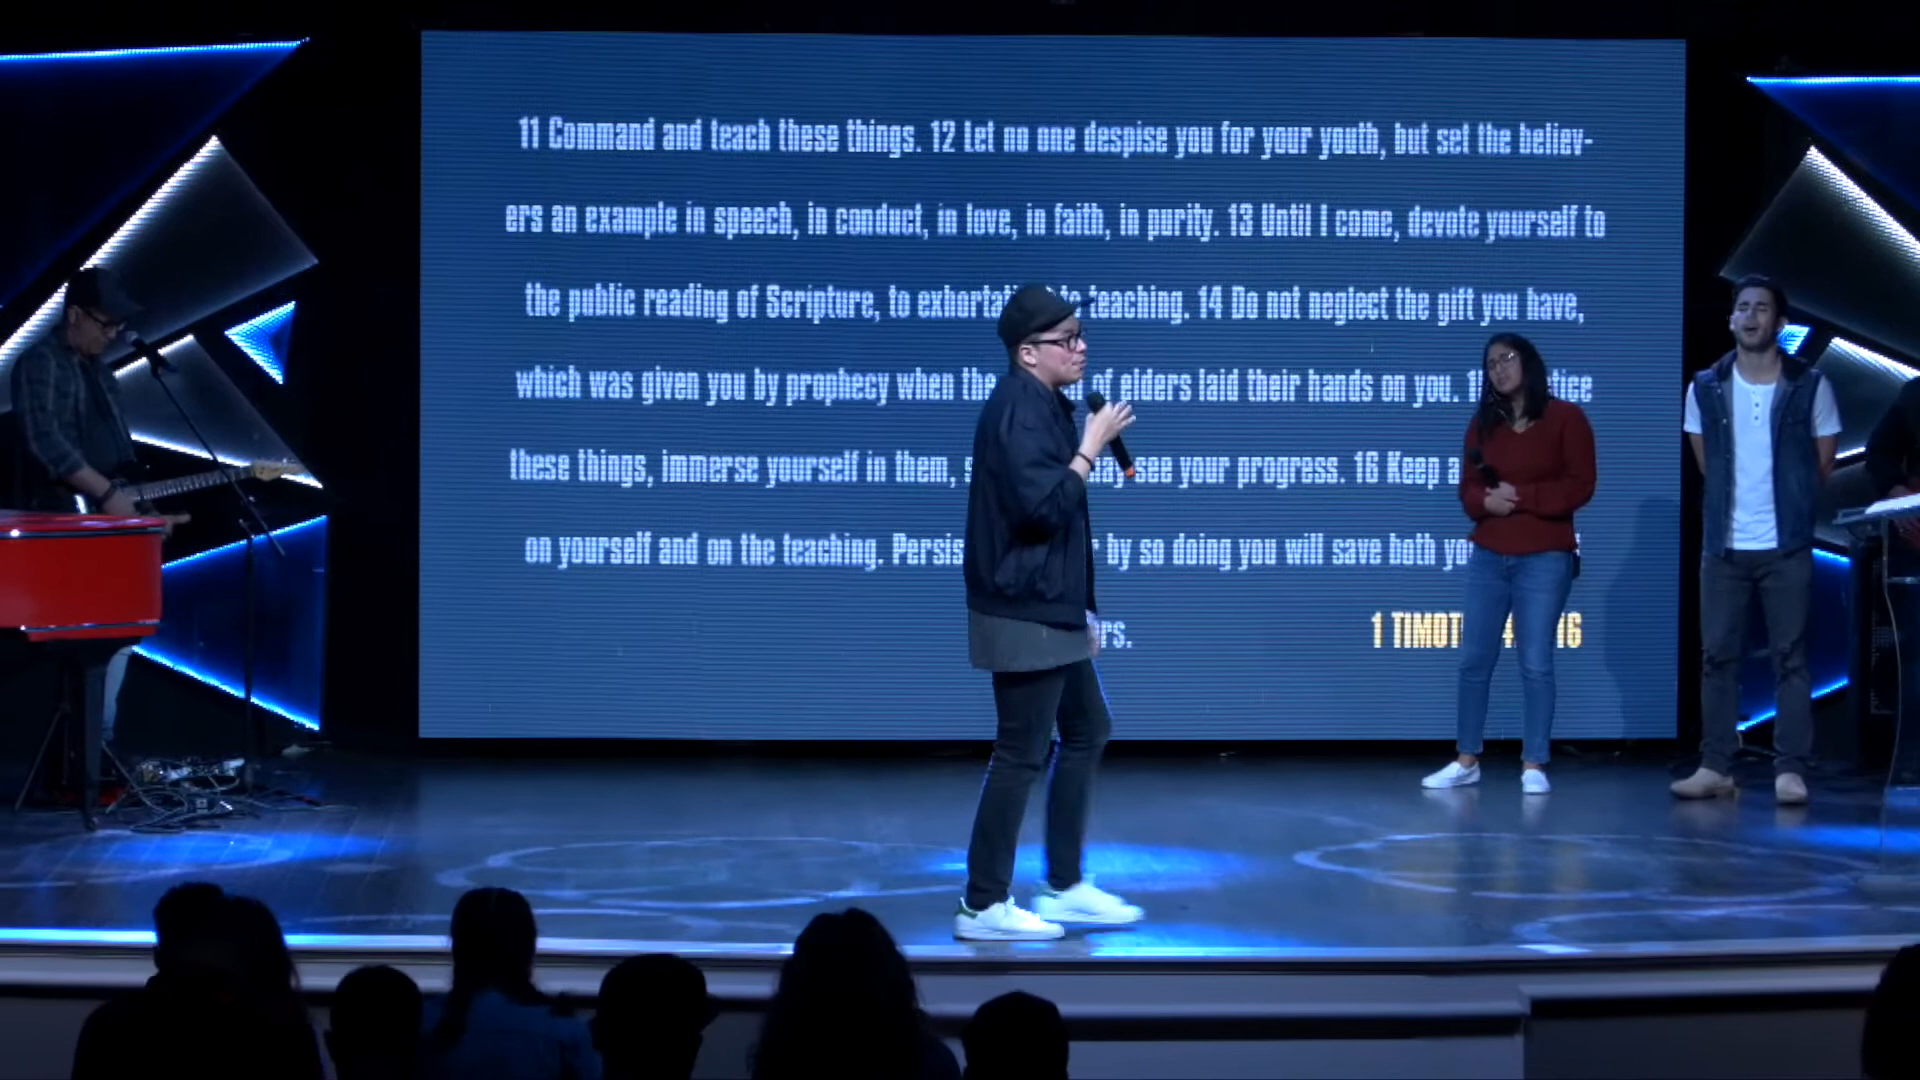 11 Command and teach these things. 12 Let no one despise you for your youth, but set the believ-
ers an example in speech, in conduct, in love, in faith, in purity. 13 Until I come, devote yourself to
the public reading of Scripture, to teaching. 14 Do not neglect the gift you have,
which was given you by prophecy when the of elders laid their hands on you.
these things, immerse yourself in them, may see your progress. 16 Keep a
on yourself and on the teaching. by so doing you will save both
1